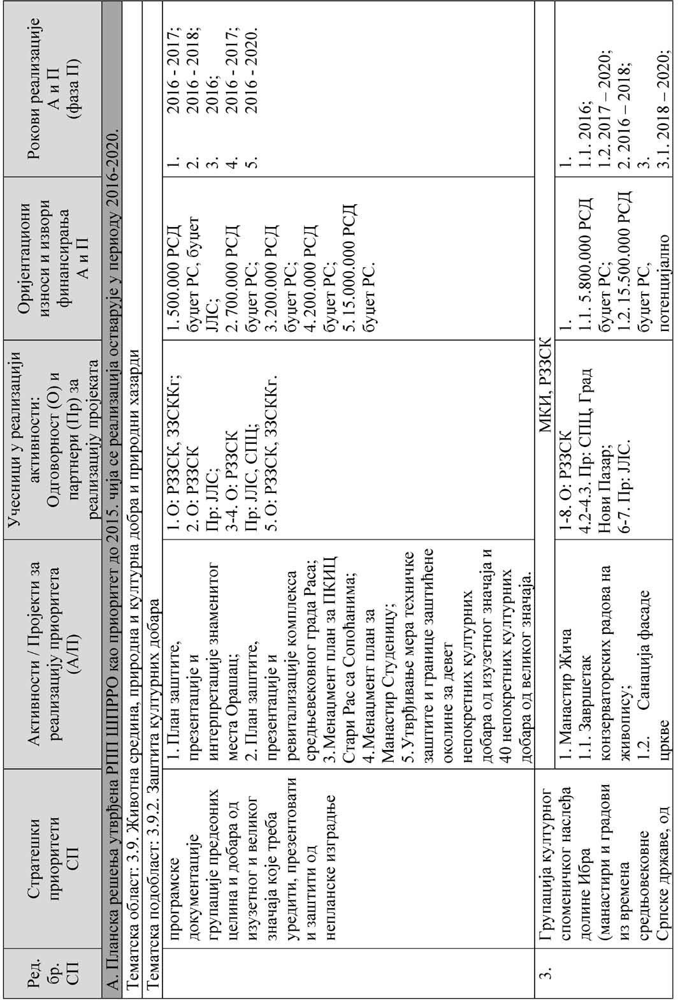 Ред.
бр.
СП
Стратешки
приоритети
СП
Активности / Пројекти за
реализацију приоритета
(А/П)
Учесници у реализацији
активности:
Одговорност (О) и
партнери (Пр) за
реализацију пројеката
Оријентациони
износи и извори
финансирања
А и П
Рокови реализације
А и П
(фаза П)
А. Планска решења утврђена РПП ШПРРО као приоритет до 2015. чија се реализација остварује у периоду 2016-2020.
Тематска област: 3.9. Животна средина, природна и културна добра и природни хазарди
Тематска подобласт: 3.9.2. Заштита културних добара
програмске
документације
групације предеоних
целина и добара од
изузетног и великог
значаја које треба
уредити, презентовати
и заштити од
непланске изградње
1. План заштите,
презентације и
интерпретације знаменитог
места Орашац;
2. План заштите,
презентације и
ревитализације комплекса
средњевековног града Раса;
3.Менаџмент план за ПКИЦ
Стари Рас са Сопоћанима;
4.Менаџмент план за
Манастир Студеницу;
5. Утврђивање мера техничке
заштите и границе заштићене
околине за девет
непокретних културних
добара од изузетног значаја и
40 непокретних културних
добара од великог значаја.
1. О: РЗЗСК, ЗЗСККг;
2. О: РЗЗСК
Пр: ЈЛС;
3-4. О: РЗЗСК
Пр: ЈЛС, СПЦ;
5. О: РЗЗСК, ЗЗСККг.
1. 500.000 РСД
буџет РС, буџет
ЈЛС;
2. 700.000 РСД
буџет РС;
3.200.000 РСД
буџет РС;
4.200.000 РСД
буџет РС;
5. 15.000.000 РСД
буџет РС.
1. 2016 - 2017;
2. 2016 - 2018;
3. 2016;
4. 2016 - 2017;
5. 2016 - 2020.
3.
Групација културног
споменичког наслеђа
долине Ибра
(манастири и градови
из времена
средњовековне
Српске државе, од
МКИ, РЗЗСК
1. Манастир Жича
1.1. Завршетак
конзерваторских радова на
живопису;
1.2. Санација фасаде
цркве
1-8. О: РЗЗСК
4.2-4.3. Пр: СПЦ, Град
Нови Пазар;
6-7. Пр: ЈЛС.
1.
1.1. 5.800.000 РСД
буџет РС;
1.2. 15.500.000 РСД
буџет РС,
потенцијално
1.
1.1. 2016;
1.2. 2017 – 2020;
2. 2016 – 2018;
3.
3.1. 2018 – 2020;